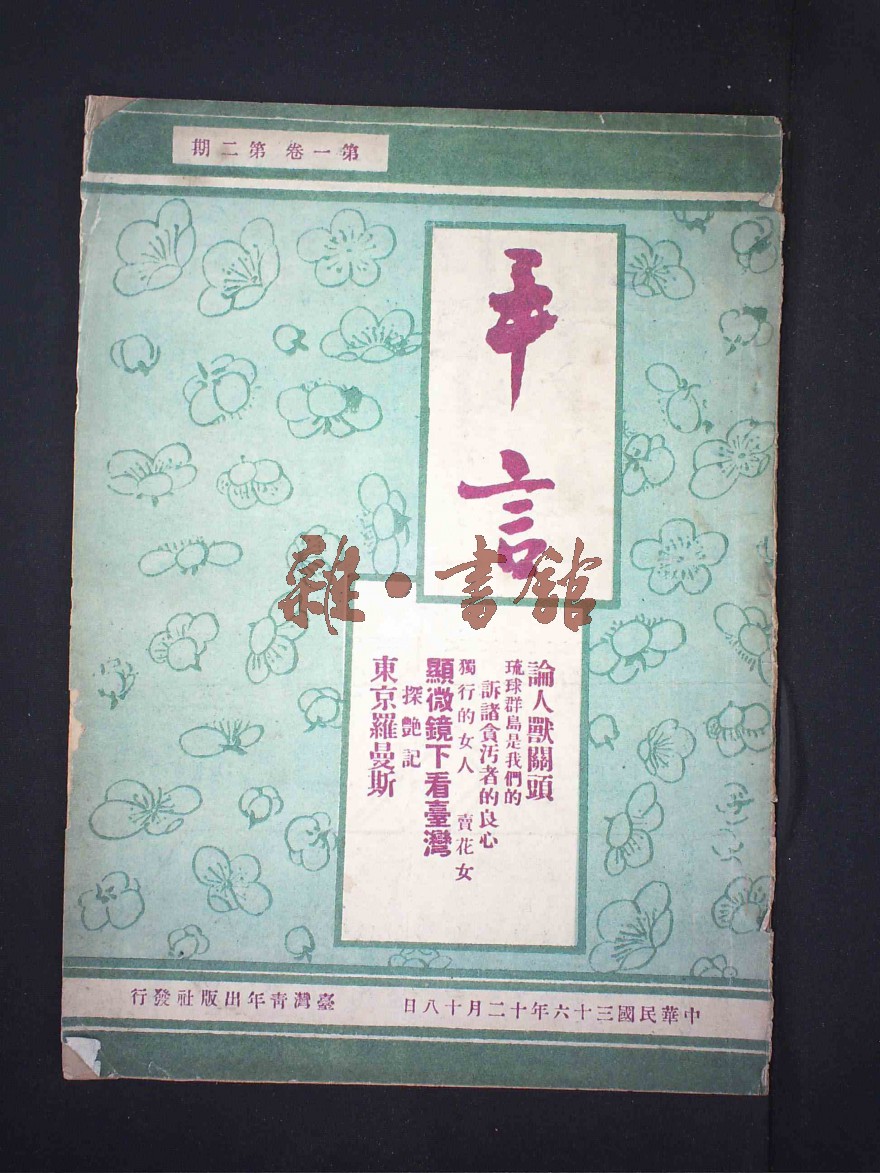 第一卷 第二期
言
雜·書館
論人獸關頭
琉球群島是我們的
訴諸貪汚者的良心
獨行的女人 賣花女
顯微鏡下看臺灣
探艶記
東京羅曼斯
中華民國三十六年十二月十八日 臺灣青年出版社發行